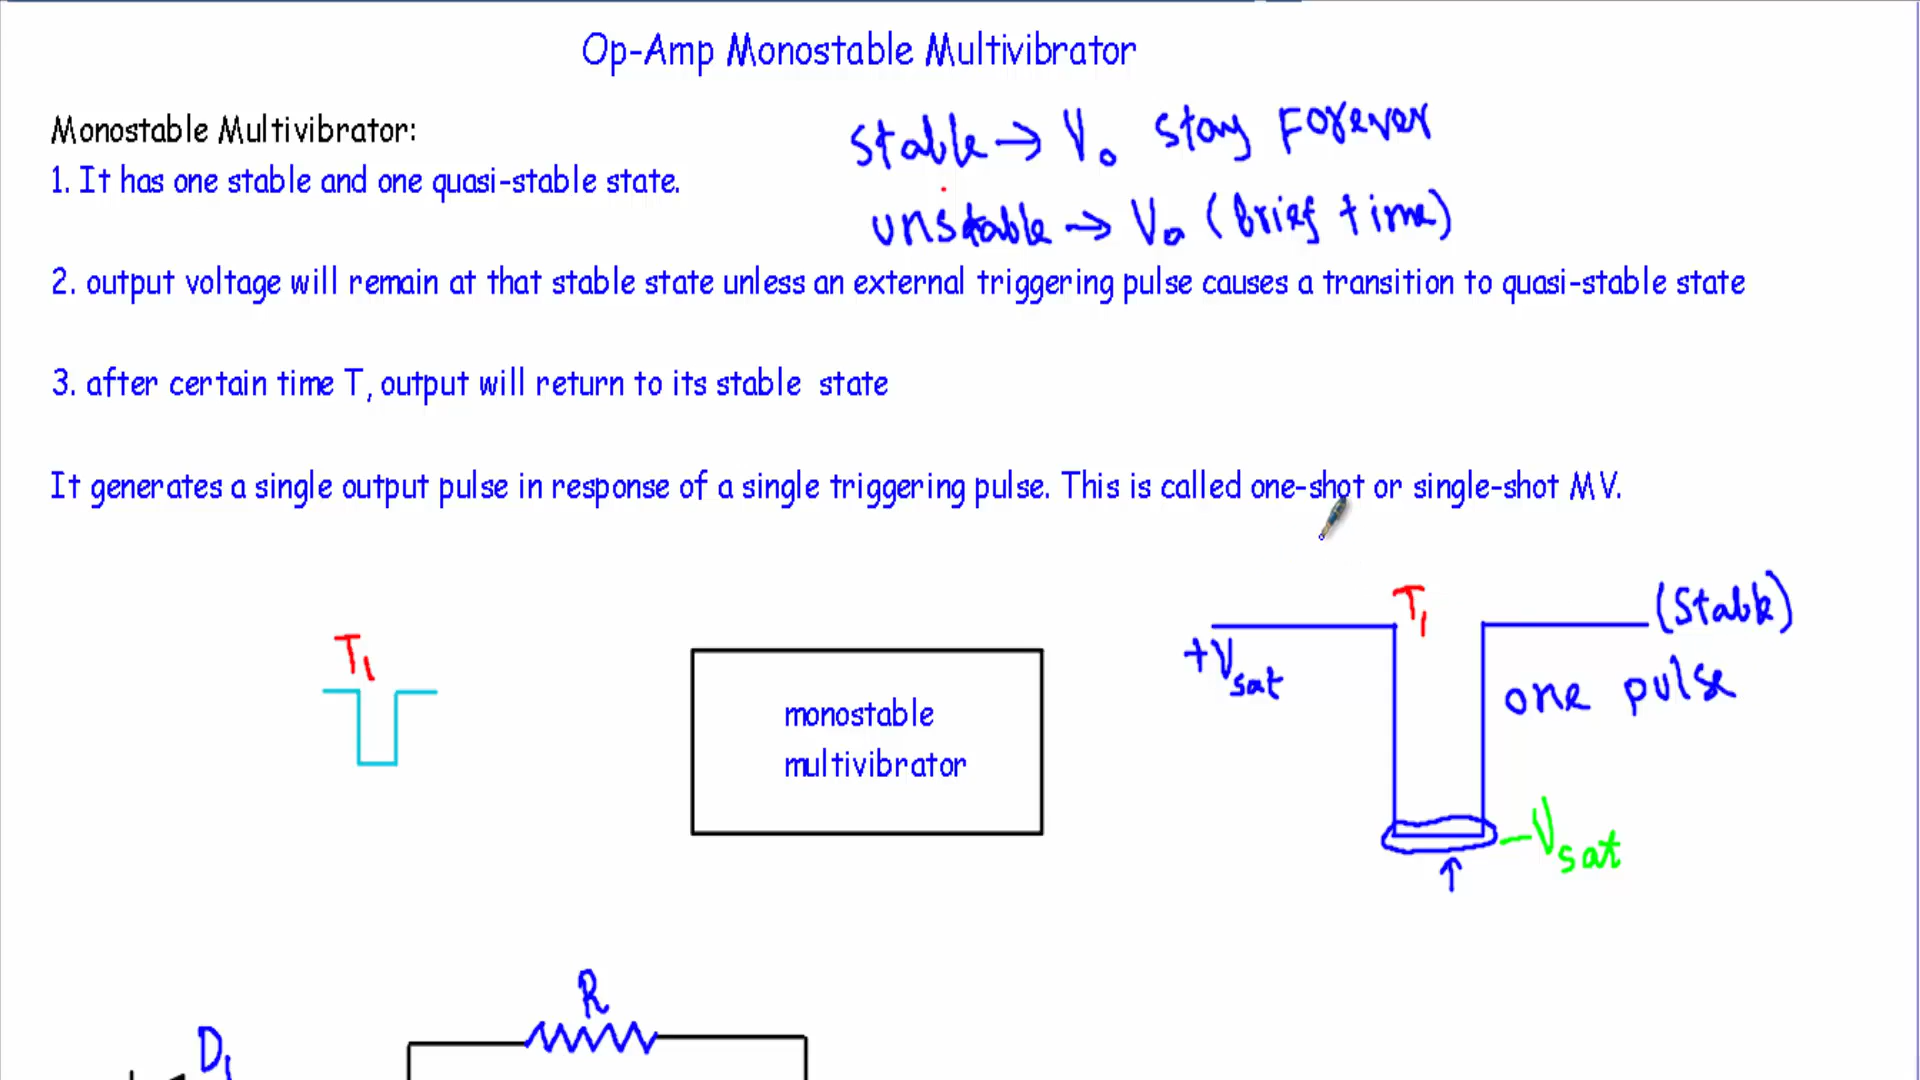 Op-Amp Monostable Multivibrator
Monostable Multivibrator:
stable → Vo stay Forever
1. It has one stable and one quasi-stable state.
unstable → Vo (brief time)
2. output voltage will remain at that stable state unless an external triggering pulse causes a transition to quasi-stable state
3. after certain time T, output will return to its stable state
It generates a single output pulse in response of a single triggering pulse. This is called one-shot or single-shot MV.
T1
T1
(stable)
+Vsat
one pulse
monostable
multivibrator
-Vsat
R
D1